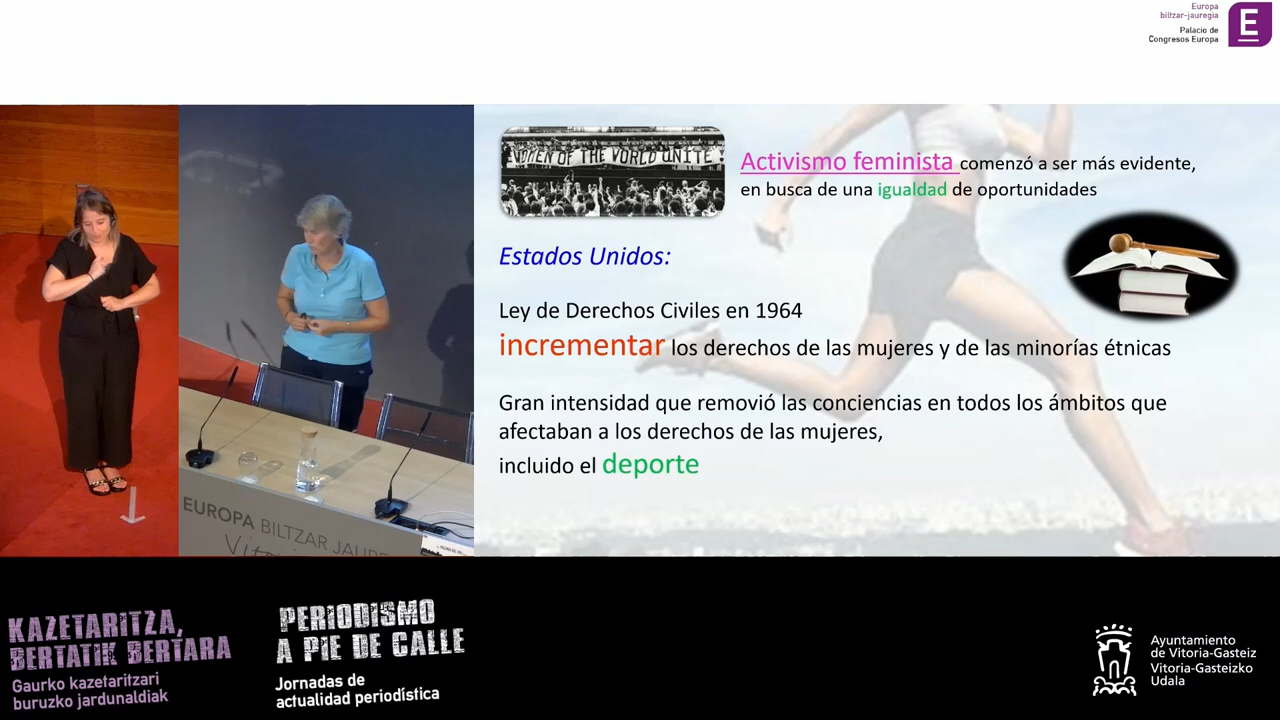 Europa
biltzar-jauregia
Palacio de
Congresos Europa
E
WOMEN OF THE WORLD UNITE!
Activismo feminista comenzó a ser más evidente,
en busca de una igualdad de oportunidades
Estados Unidos:
Ley de Derechos Civiles en 1964
incrementar los derechos de las mujeres y de las minorías étnicas
Gran intensidad que removió las conciencias en todos los ámbitos que
afectaban a los derechos de las mujeres,
incluido el deporte
EUROPA BILTZAR JAURE
KAZETARITZA,
BERTATIK BERTARA
Gaurko kazetaritzari
buruzko jardunaldiak
PERIODISMO
A PIE DE CALLE
Jornadas de
actualidad periodística
Ayuntamiento
de Vitoria-Gasteiz
Vitoria-Gasteizko
Udala